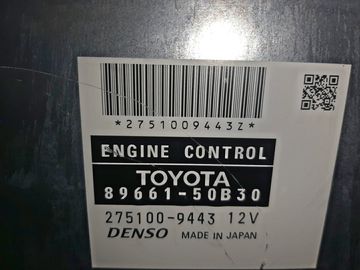 *2751009443Z*
ENGINE CONTROL
TOYOTA
89661-50B30
275100-9443 12V
DENSO MADE IN JAPAN